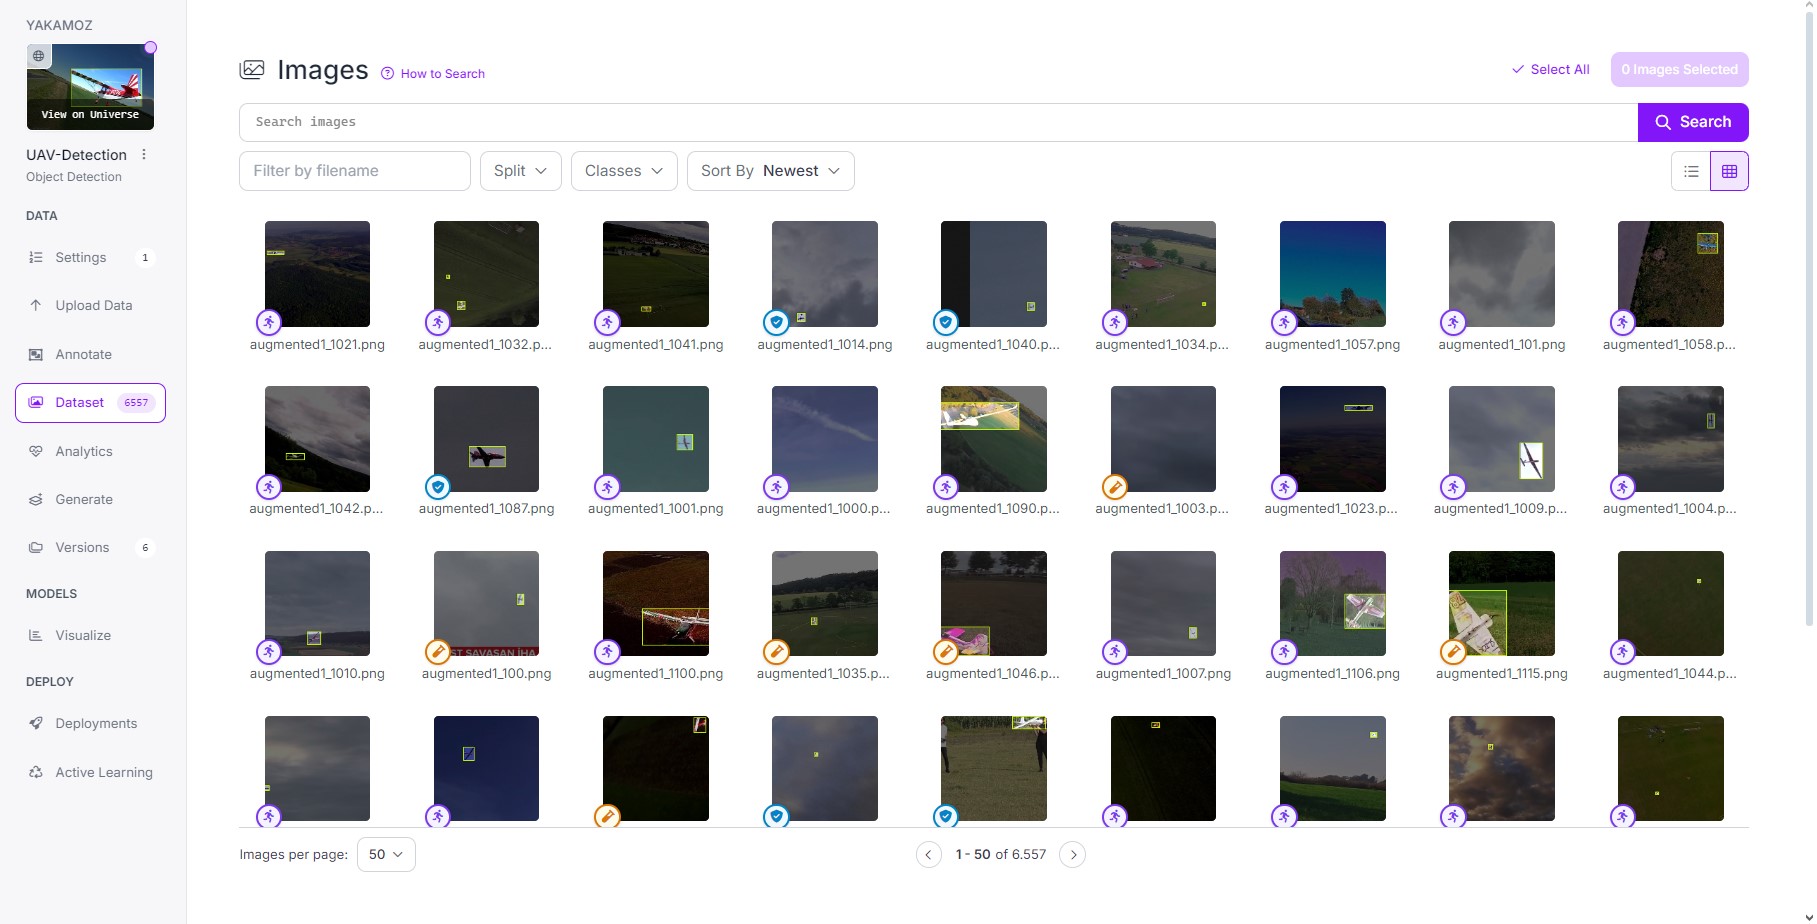 YAKAMOZ
View on Universe
UAV-Detection
Object Detection
DATA
Settings 1
Upload Data
Annotate
Dataset 6557
Analytics
Generate
Versions 6
MODELS
Visualize
DEPLOY
Deployments
Active Learning
Images How to Search
Select All 0 Images Selected
Search images Search
Filter by filename Split Classes Sort By Newest
augmented1_1021.png augmented1_1032.p... augmented1_1041.png augmented1_1014.png augmented1_1040.p... augmented1_1034.p... augmented1_1057.png augmented1_101.png augmented1_1058.p...
augmented1_1042.p... augmented1_1087.png augmented1_1001.png augmented1_1000.p... augmented1_1090.p... augmented1_1003.p... augmented1_1023.p... augmented1_1009.p... augmented1_1004.p...
ST SAVAŞAN İHA
augmented1_1010.png augmented1_100.png augmented1_1100.png augmented1_1035.p... augmented1_1046.p... augmented1_1007.png augmented1_1106.png augmented1_1115.png augmented1_1044.p...
Images per page: 50 1 - 50 of 6.557